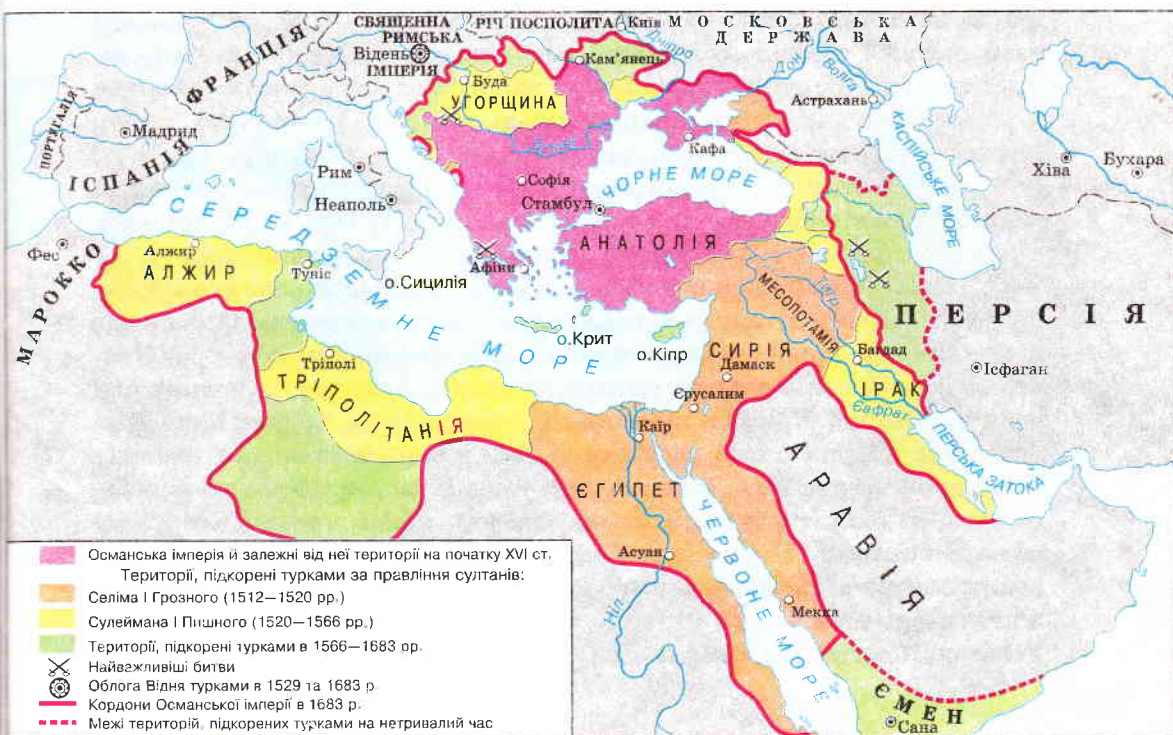 СВЯЩЕННА
РИМСЬКА
ІМПЕРІЯ
РІЧ ПОСПОЛИТА
Київ
МОСКОВСЬКА
ДЕРЖАВА
Відень
ФРАНЦІЯ
Дніпро
Кам'янець
Дон
Волга
Буда
УГОРЩИНА
Астрахань
ПОРТУГАЛІЯ
Мадрид
ІСПАНІЯ
Дунай
Кафа
КАСПІЙСЬКЕ МОРЕ
Хіва
Бухара
Рим
Неаполь
Софія
Стамбул
ЧОРНЕ МОРЕ
СЕРЕДЗЕМНЕ МОРЕ
Фес
МАРОККО
Алжир
АЛЖИР
Туніс
о.Сицилія
Афіни
АНАТОЛІЯ
Тигр
МЕСОПОТАМІЯ
ПЕРСІЯ
о.Крит
о.Кіпр
СИРІЯ
Дамаск
Багдад
ІРАК
Ісфаган
Тріполі
ТРІПОЛІТАНІЯ
Єрусалим
Євфрат
Каїр
ПЕРСЬКА ЗАТОКА
ЄГИПЕТ
АРАВІЯ
ЧЕРВОНЕ МОРЕ
Асуан
Ніл
Мекка
ЄМЕН
Сана
Османська імперія й залежні від неї території на початку XVI ст.
Території, підкорені турками за правління султанів:
Селіма І Грозного (1512—1520 рр.)
Сулеймана І Пишного (1520—1566 рр.)
Території, підкорені турками в 1566—1683 рр.
Найважливіші битви
Облога Відня турками в 1529 та 1683 р.
Кордони Османської імперії в 1683 р.
Межі територій, підкорених турками на нетривалий час